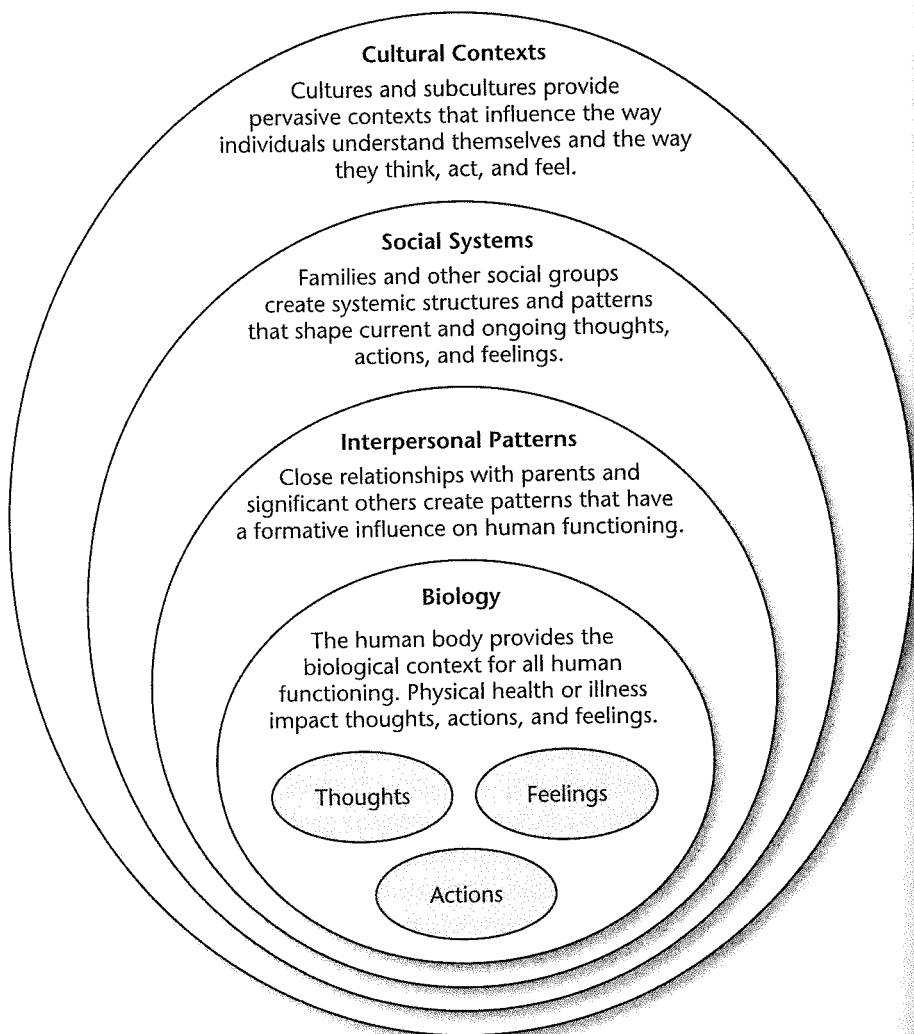 Cultural Contexts
Cultures and subcultures provide
pervasive contexts that influence the way
individuals understand themselves and the way
they think, act, and feel.
Social Systems
Families and other social groups
create systemic structures and patterns
that shape current and ongoing thoughts,
actions, and feelings.
Interpersonal Patterns
Close relationships with parents and
significant others create patterns that have
a formative influence on human functioning.
Biology
The human body provides the
biological context for all human
functioning. Physical health or illness
impact thoughts, actions, and feelings.
Thoughts
Feelings
Actions